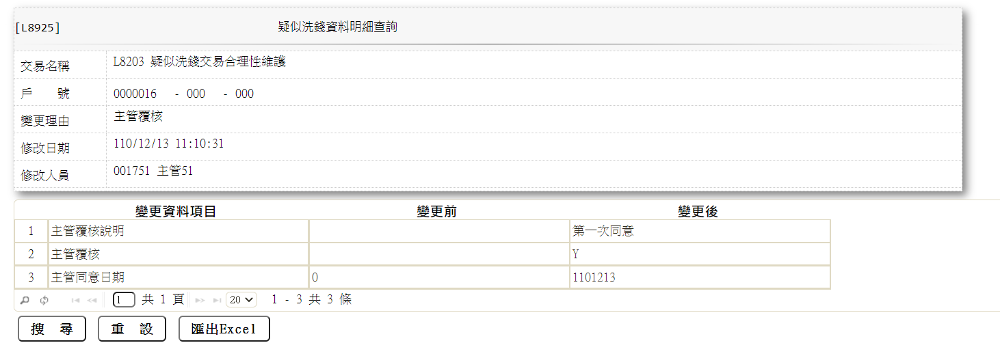 [L8925] 疑似洗錢資料明細查詢
交易名稱 L8203 疑似洗錢交易合理性維護
戶 號 0000016 - 000 - 000
變更理由 主管覆核
修改日期 110/12/13 11:10:31
修改人員 001751 主管51
變更資料項目 變更前 變更後
1 主管覆核說明 第一次同意
2 主管覆核 Y
3 主管同意日期 0 1101213
1 共 1 頁 20 1 - 3 共 3 條
搜 尋 重 設 匯出Excel